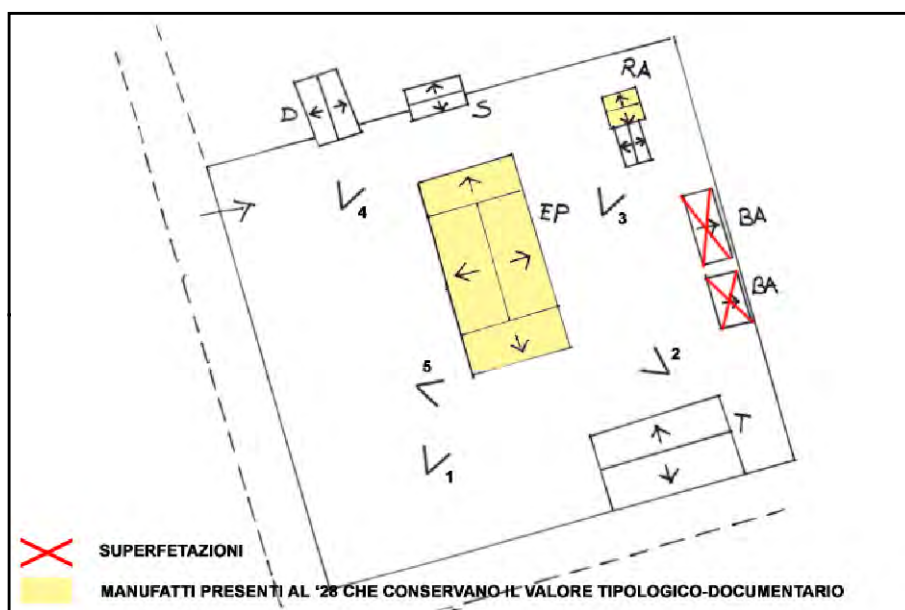 RA
D
S
4
EP
3
BA
BA
2
5
T
1
SUPERFETAZIONI
MANUFATTI PRESENTI AL '28 CHE CONSERVANO IL VALORE TIPOLOGICO-DOCUMENTARIO